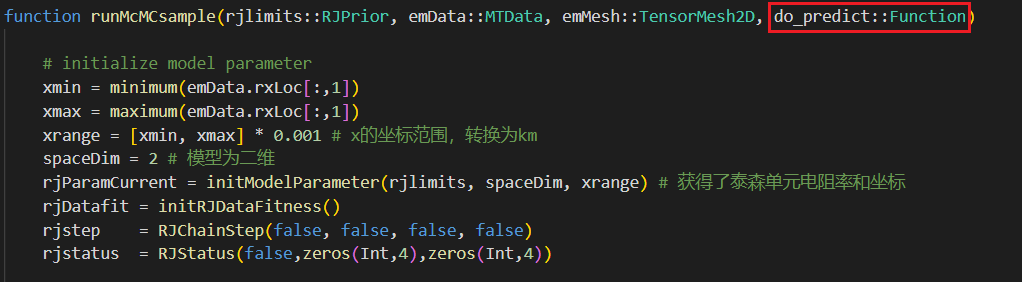 function runMcMCsample(rjlimits::RJPrior, emData::MTData, emMesh::TensorMesh2D, do_predict::Function)
# initialize model parameter
xmin = minimum(emData.rxLoc[:,1])
xmax = maximum(emData.rxLoc[:,1])
xrange = [xmin, xmax] * 0.001 # x的坐标范围，转换为km
spaceDim = 2 # 模型为二维
rjParamCurrent = initModelParameter(rjlimits, spaceDim, xrange) # 获得了泰森单元电阻率和坐标
rjDatafit = initRJDataFitness()
rjstep    = RJChainStep(false, false, false, false)
rjstatus  = RJStatus(false,zeros(Int,4),zeros(Int,4))